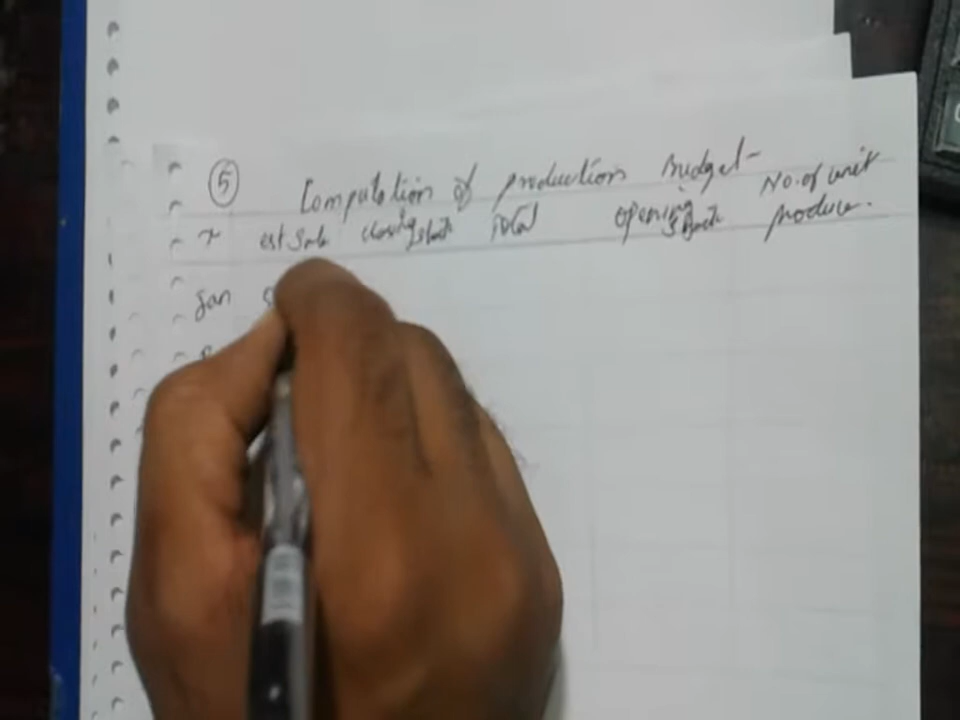 ⑤ Computation of production Budget-
x est Sale closing stock Total opening stock No. of unit produce.
Jan